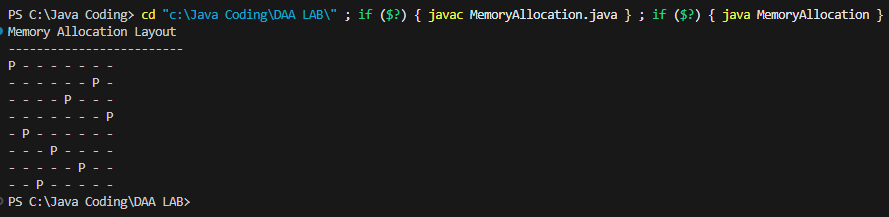 PS C:\Java Coding> cd "c:\Java Coding\DAA LAB\" ; if ($?) { javac MemoryAllocation.java } ; if ($?) { java MemoryAllocation }
Memory Allocation Layout
-------------------------
P - - - - - - -
- - - - - - P -
- - - - P - - -
- - - - - - - P
- P - - - - - -
- - - P - - - -
- - - - - P - -
- - P - - - - -
PS C:\Java Coding\DAA LAB>